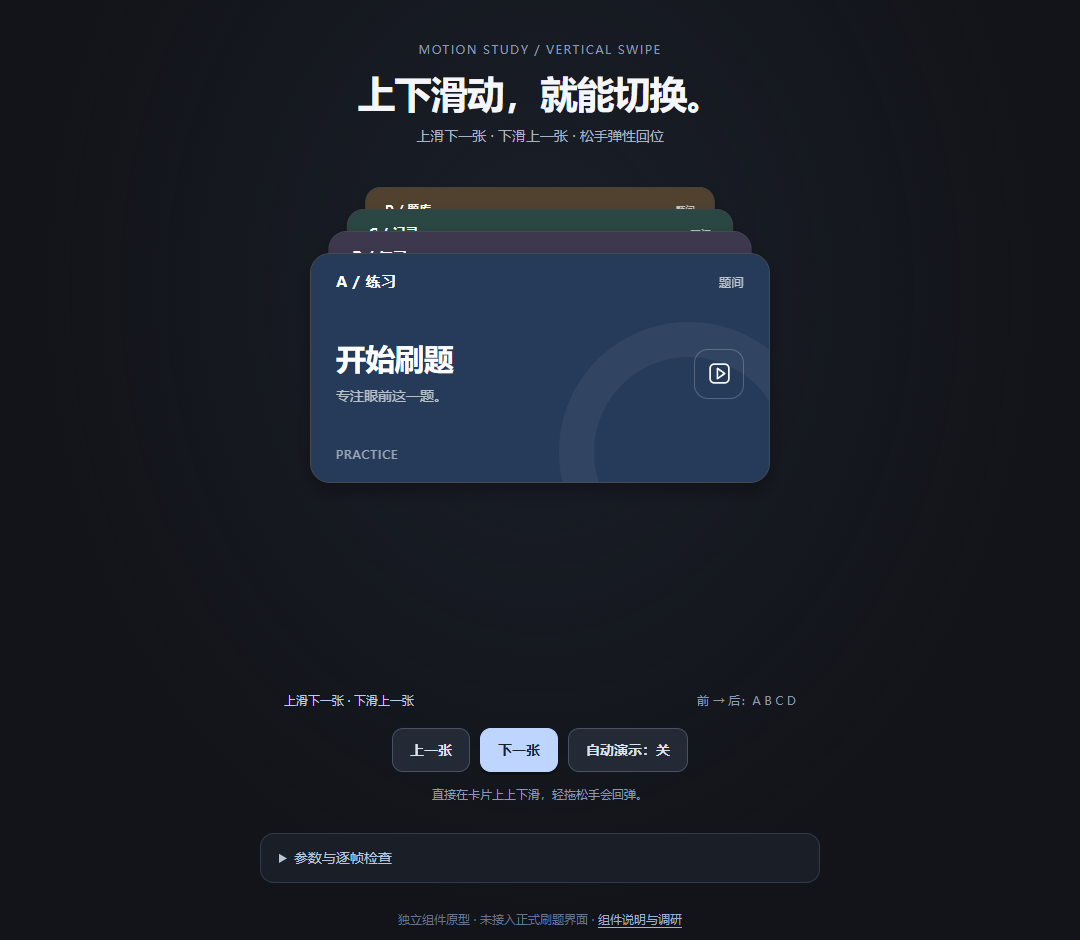 MOTION STUDY / VERTICAL SWIPE
上下滑动，就能切换。
上滑下一张 · 下滑上一张 · 松手弹性回位
A / 练习
题间
开始刷题
专注眼前这一题。
PRACTICE
上滑下一张 · 下滑上一张
前 → 后: A B C D
上一张
下一张
自动演示：关
直接在卡片上上下滑，轻拖松手会回弹。
▶ 参数与逐帧检查
独立组件原型 · 未接入正式刷题界面 · 组件说明与调研